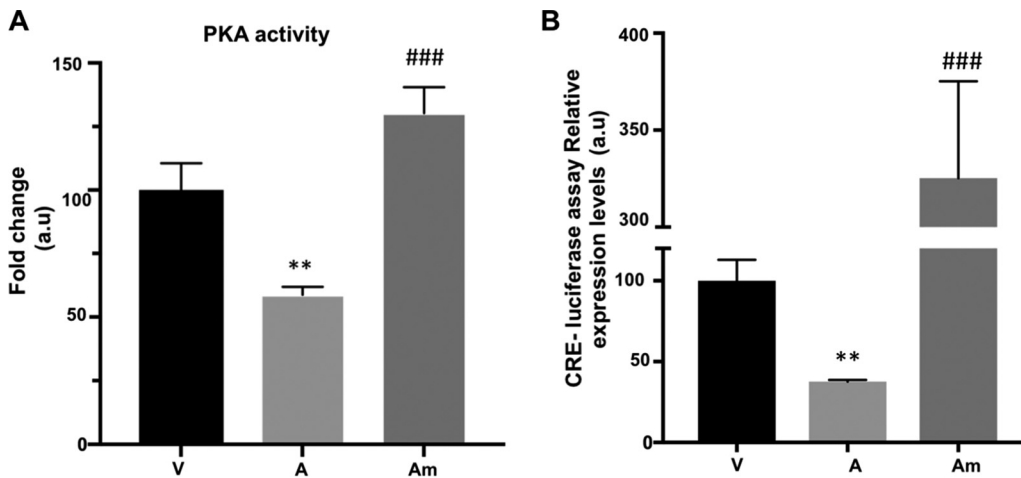 A
PKA activity
Fold change
(a.u)
150
100
50
0
**
###
V
A
Am
B
CRE- luciferase assay Relative
expression levels (a.u)
400
350
300
100
50
0
**
###
V
A
Am